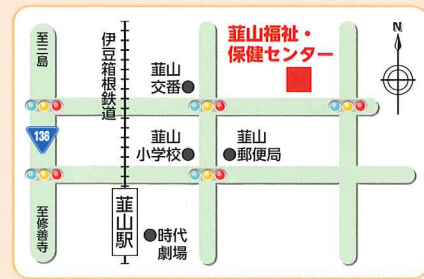 至三島
伊豆箱根鉄道
韮山福祉・
保健センター
N
韮山
交番
136
韮山
小学校
韮山
郵便局
至修善寺
韮山駅
時代
劇場